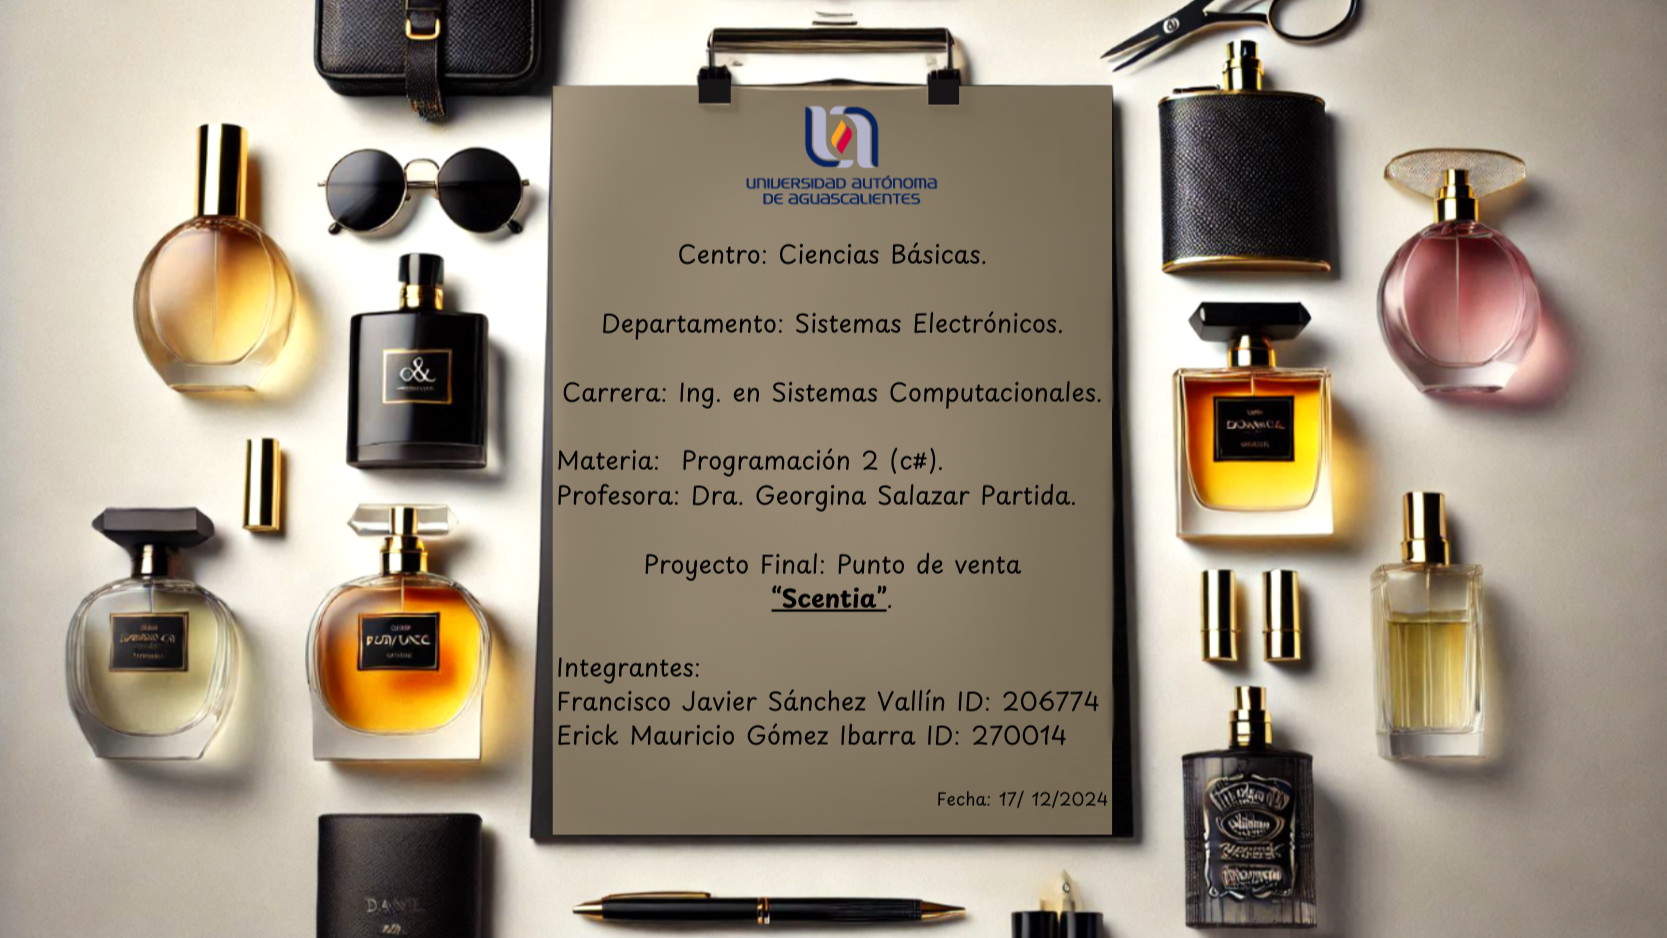 UNIVERSIDAD AUTÓNOMA
DE AGUASCALIENTES
Centro: Ciencias Básicas.
Departamento: Sistemas Electrónicos.
Carrera: Ing. en Sistemas Computacionales.
Materia: Programación 2 (c#).
Profesora: Dra. Georgina Salazar Partida.
Proyecto Final: Punto de venta
“Scentia”.
Integrantes:
Francisco Javier Sánchez Vallín ID: 206774
Erick Mauricio Gómez Ibarra ID: 270014
Fecha: 17/ 12/2024
&